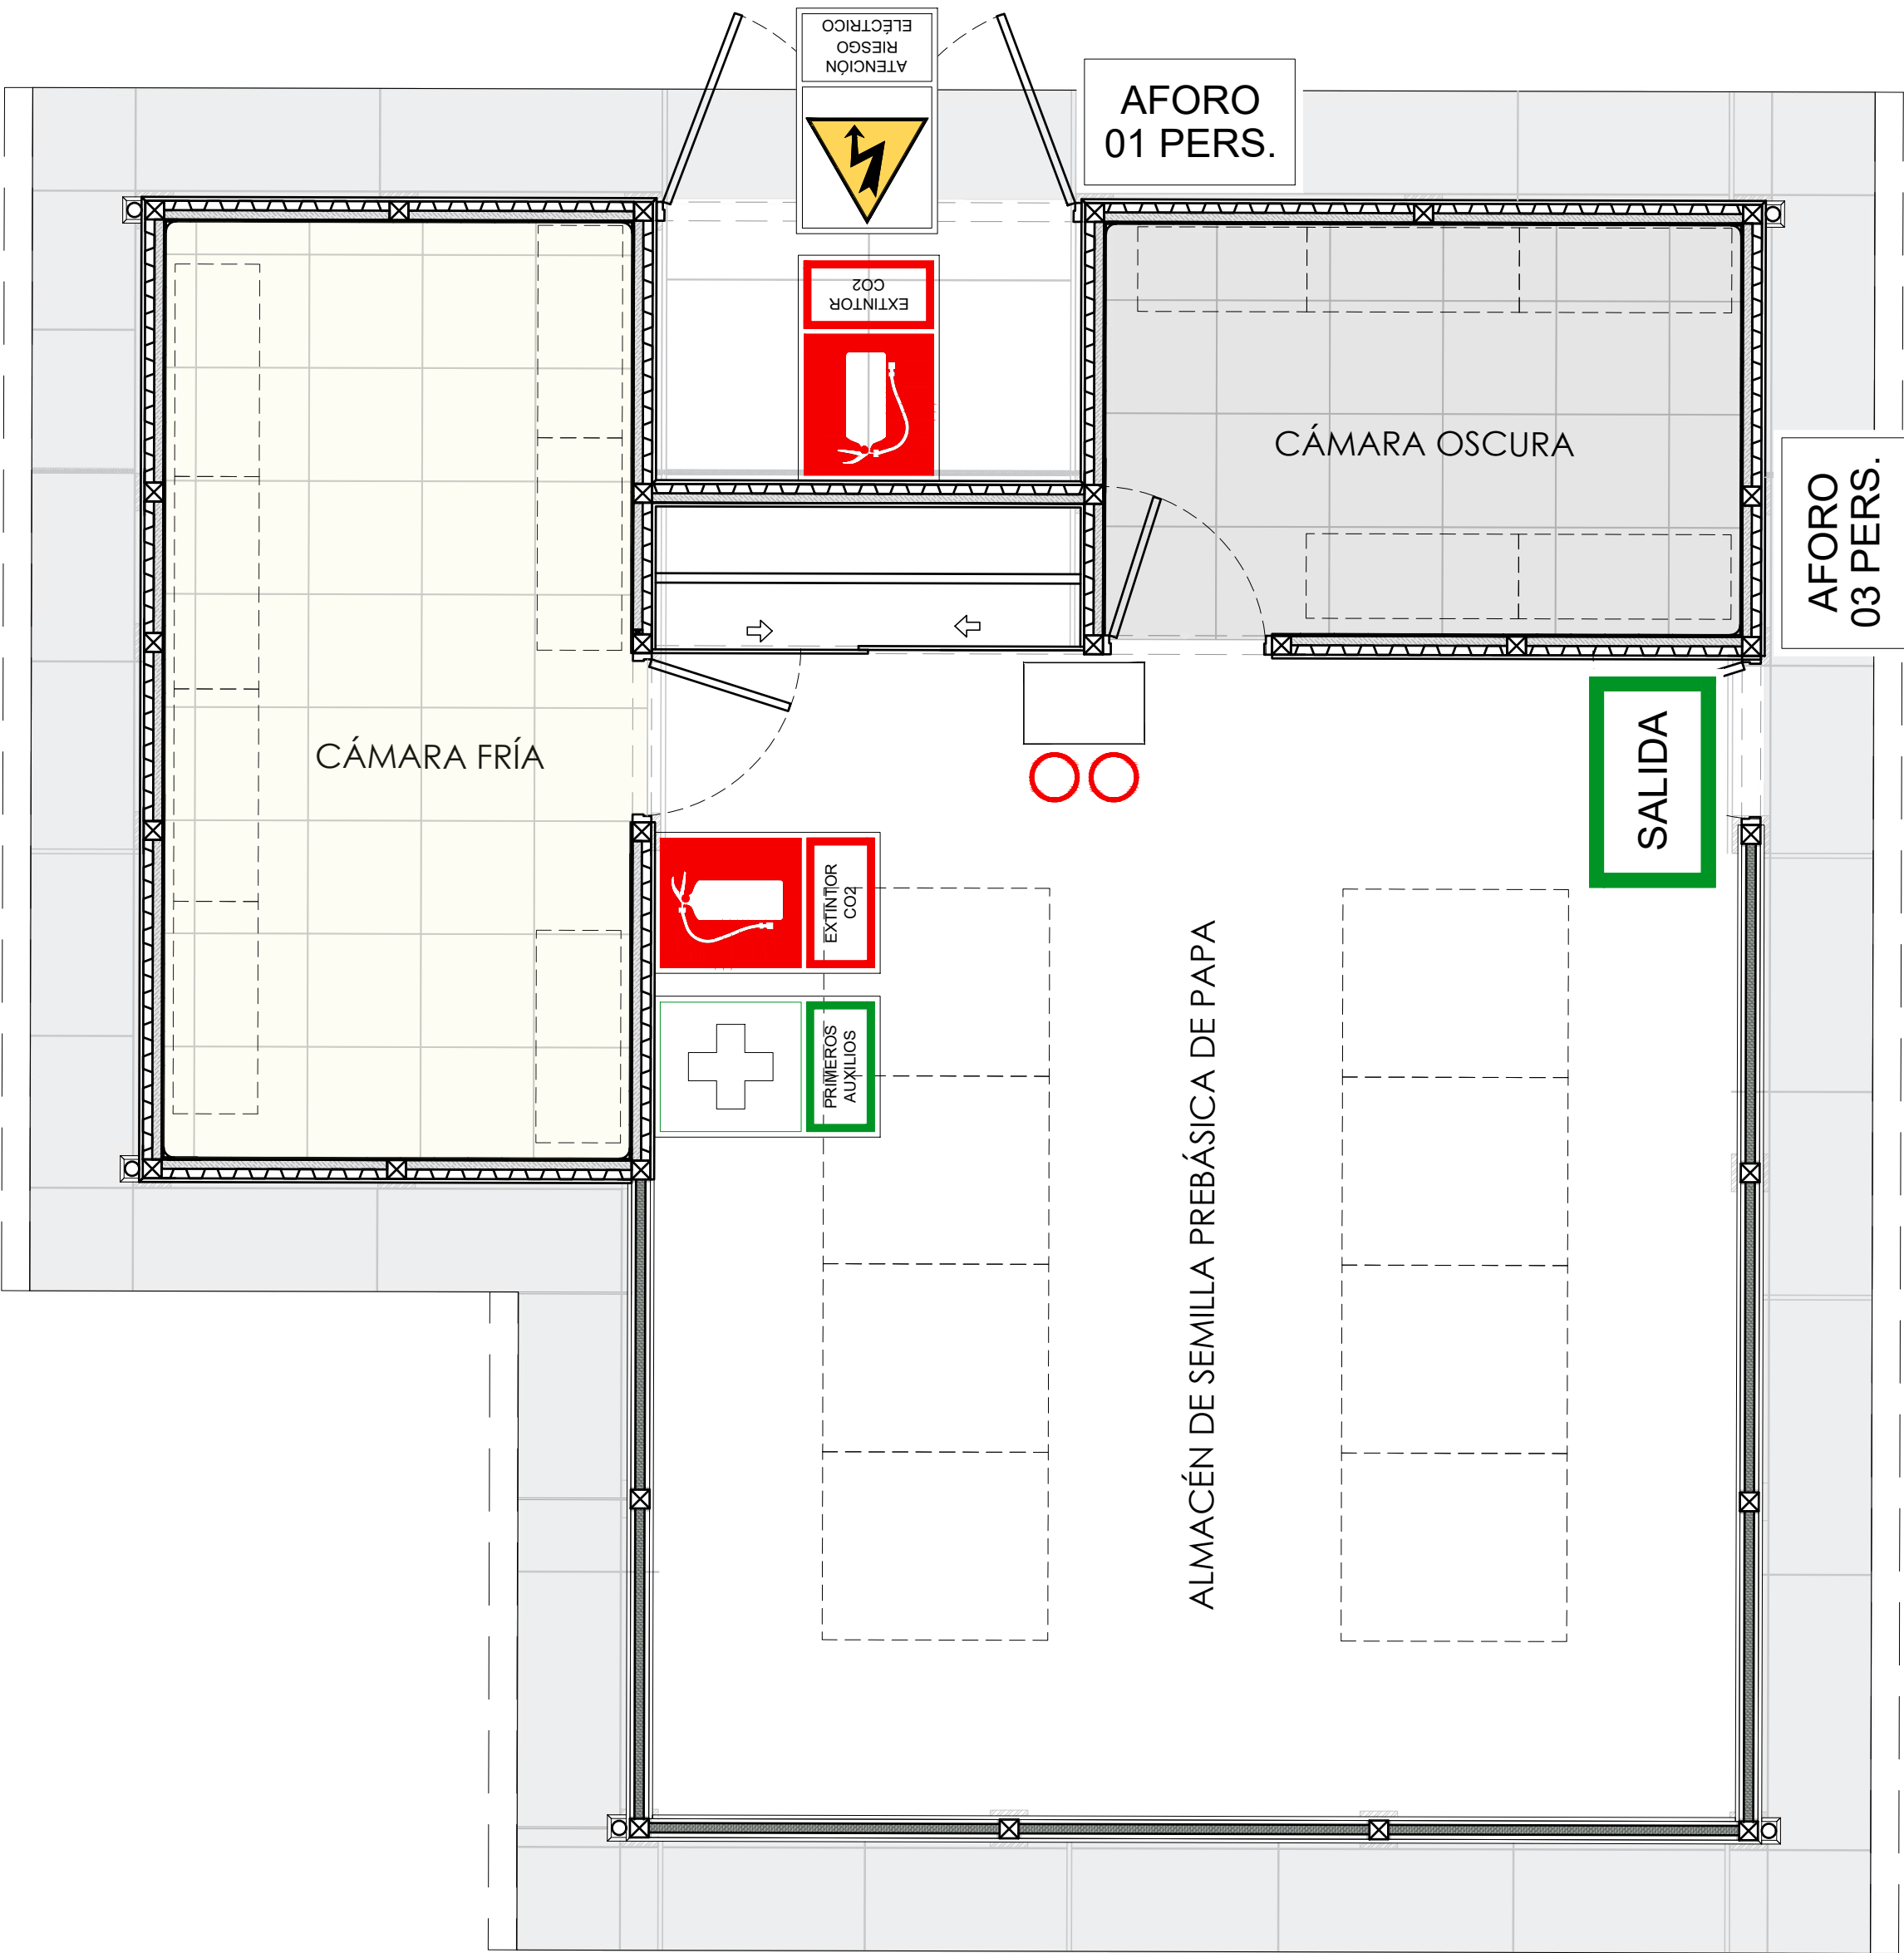 ATENCIÓN
RIESGO
ELÉCTRICO
AFORO
01 PERS.
EXTINTOR
CO2
CÁMARA OSCURA
AFORO
03 PERS.
CÁMARA FRÍA
SALIDA
EXTINTOR
CO2
PRIMEROS
AUXILIOS
ALMACÉN DE SEMILLA PREBÁSICA DE PAPA